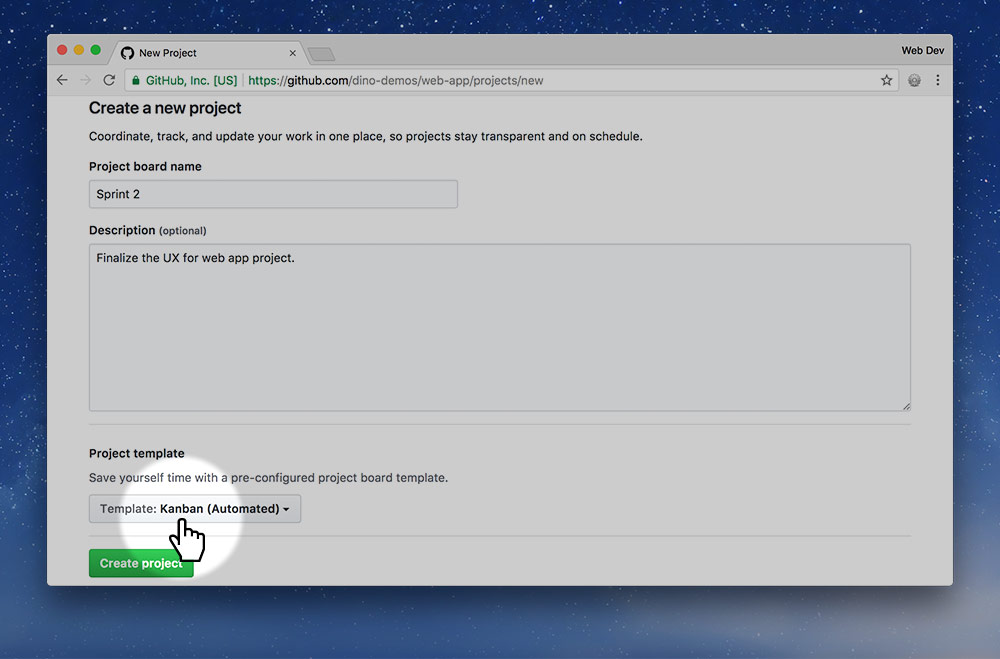 New Project
Web Dev
GitHub, Inc. [US] https://github.com/dino-demos/web-app/projects/new
Create a new project
Coordinate, track, and update your work in one place, so projects stay transparent and on schedule.
Project board name
Sprint 2
Description (optional)
Finalize the UX for web app project.
Project template
Save yourself time with a pre-configured project board template.
Template: Kanban (Automated)
Create project